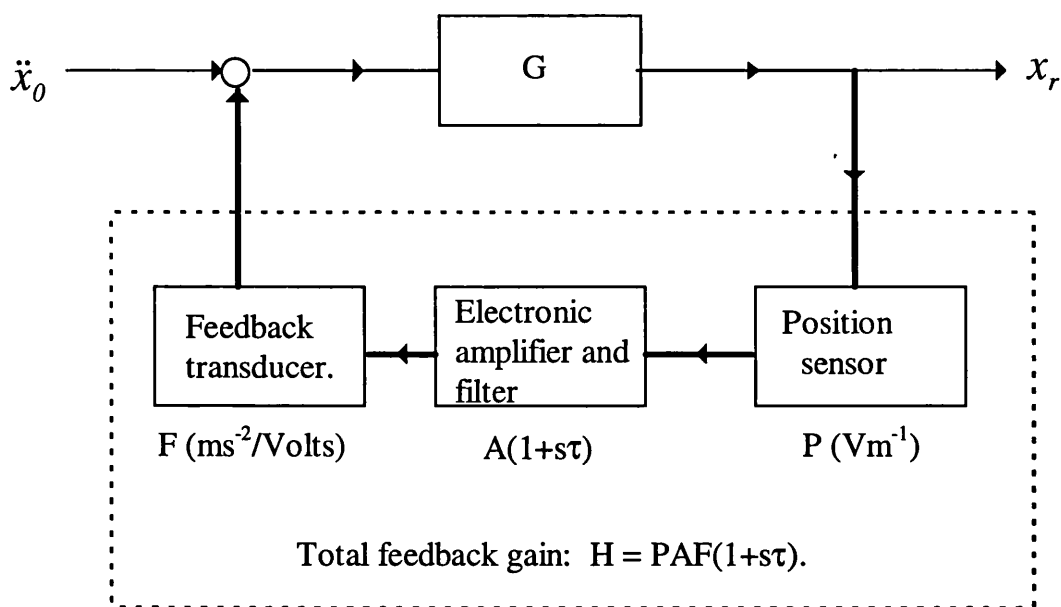 ẍ₀
G
xᵣ
Feedback
transducer.
Electronic
amplifier and
filter
Position
sensor
F (ms⁻²/Volts)
A(1+sτ)
P (Vm⁻¹)
Total feedback gain: H = PAF(1+sτ).